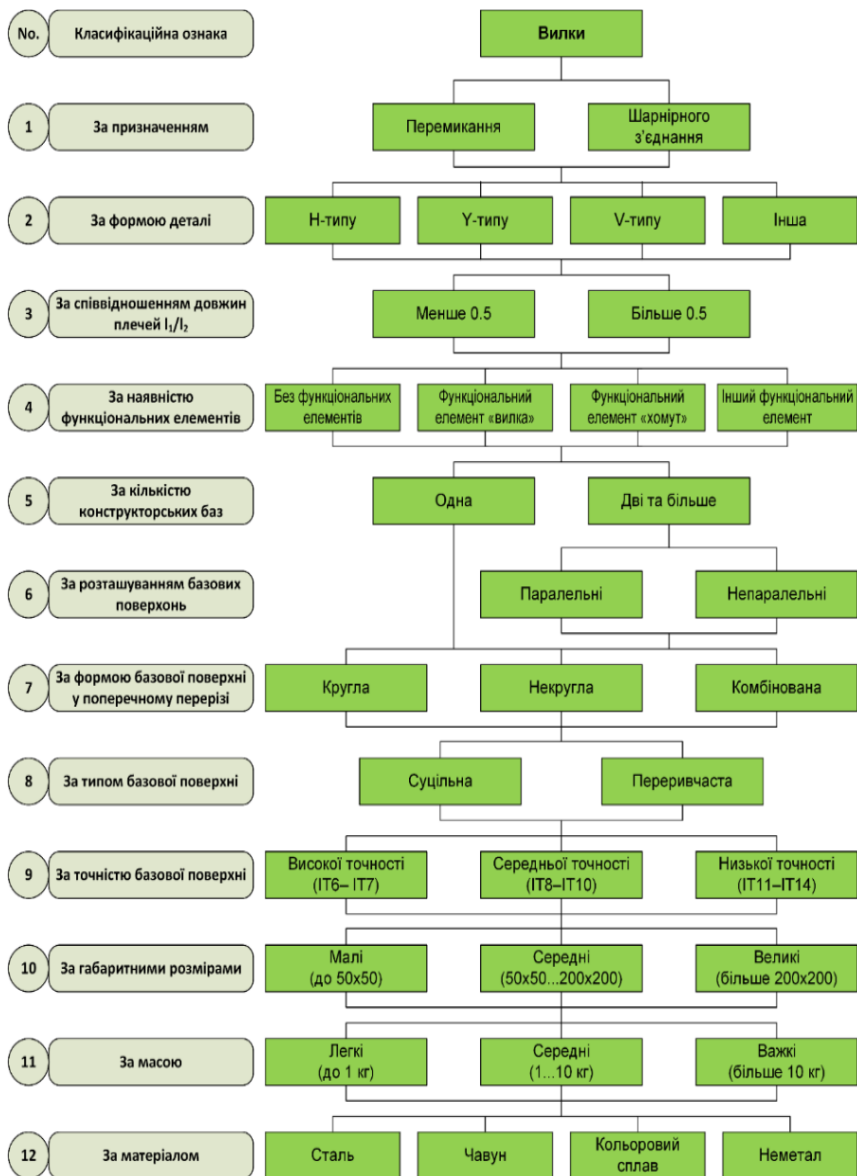 No.
Класифікаційна ознака
Вилки
1
За призначенням
Перемикання
Шарнірного
з’єднання
2
За формою деталі
Н-типу
Y-типу
V-типу
Інша
3
За співвідношенням довжин
плечей l₁/l₂
Менше 0.5
Більше 0.5
4
За наявністю
функціональних елементів
Без функціональних
елементів
Функціональний
елемент «вилка»
Функціональний
елемент «хомут»
Інший функціональний
елемент
5
За кількістю
конструкторських баз
Одна
Дві та більше
6
За розташуванням базових
поверхонь
Паралельні
Непаралельні
7
За формою базової поверхні
у поперечному перерізі
Кругла
Некругла
Комбінована
8
За типом базової поверхні
Суцільна
Переривчаста
9
За точністю базової поверхні
Високої точності
(IT6– IT7)
Середньої точності
(IT8–IT10)
Низької точності
(IT11–IT14)
10
За габаритними розмірами
Малі
(до 50х50)
Середні
(50х50...200х200)
Великі
(більше 200х200)
11
За масою
Легкі
(до 1 кг)
Середні
(1...10 кг)
Важкі
(більше 10 кг)
12
За матеріалом
Сталь
Чавун
Кольоровий
сплав
Неметал